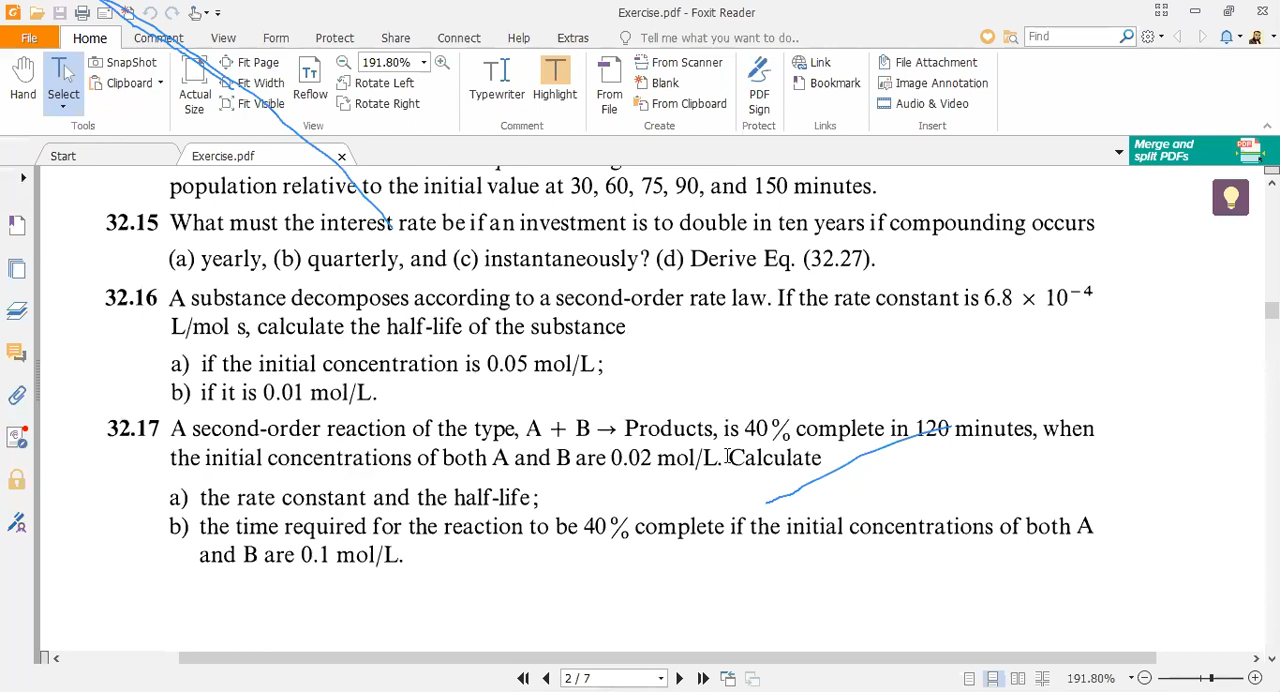 Exercise.pdf - Foxit Reader
File Home Comment View Form Protect Share Connect Help Extras Tell me what you want to do.. Find
Hand Select SnapShot Clipboard Actual Size Fit Page Fit Width Fit Visible Reflow 191.80% Rotate Left Rotate Right Typewriter Highlight From File From Scanner Blank From Clipboard PDF Sign Link Bookmark File Attachment Image Annotation Audio & Video
Tools View Comment Create Protect Links Insert
Start Exercise.pdf Merge and split PDFs
population relative to the initial value at 30, 60, 75, 90, and 150 minutes.
32.15 What must the interest rate be if an investment is to double in ten years if compounding occurs
(a) yearly, (b) quarterly, and (c) instantaneously? (d) Derive Eq. (32.27).
32.16 A substance decomposes according to a second-order rate law. If the rate constant is 6.8 × 10⁻⁴
L/mol s, calculate the half-life of the substance
a) if the initial concentration is 0.05 mol/L;
b) if it is 0.01 mol/L.
32.17 A second-order reaction of the type, A + B → Products, is 40% complete in 120 minutes, when
the initial concentrations of both A and B are 0.02 mol/L. Calculate
a) the rate constant and the half-life;
b) the time required for the reaction to be 40% complete if the initial concentrations of both A
and B are 0.1 mol/L.
2 / 7 191.80%